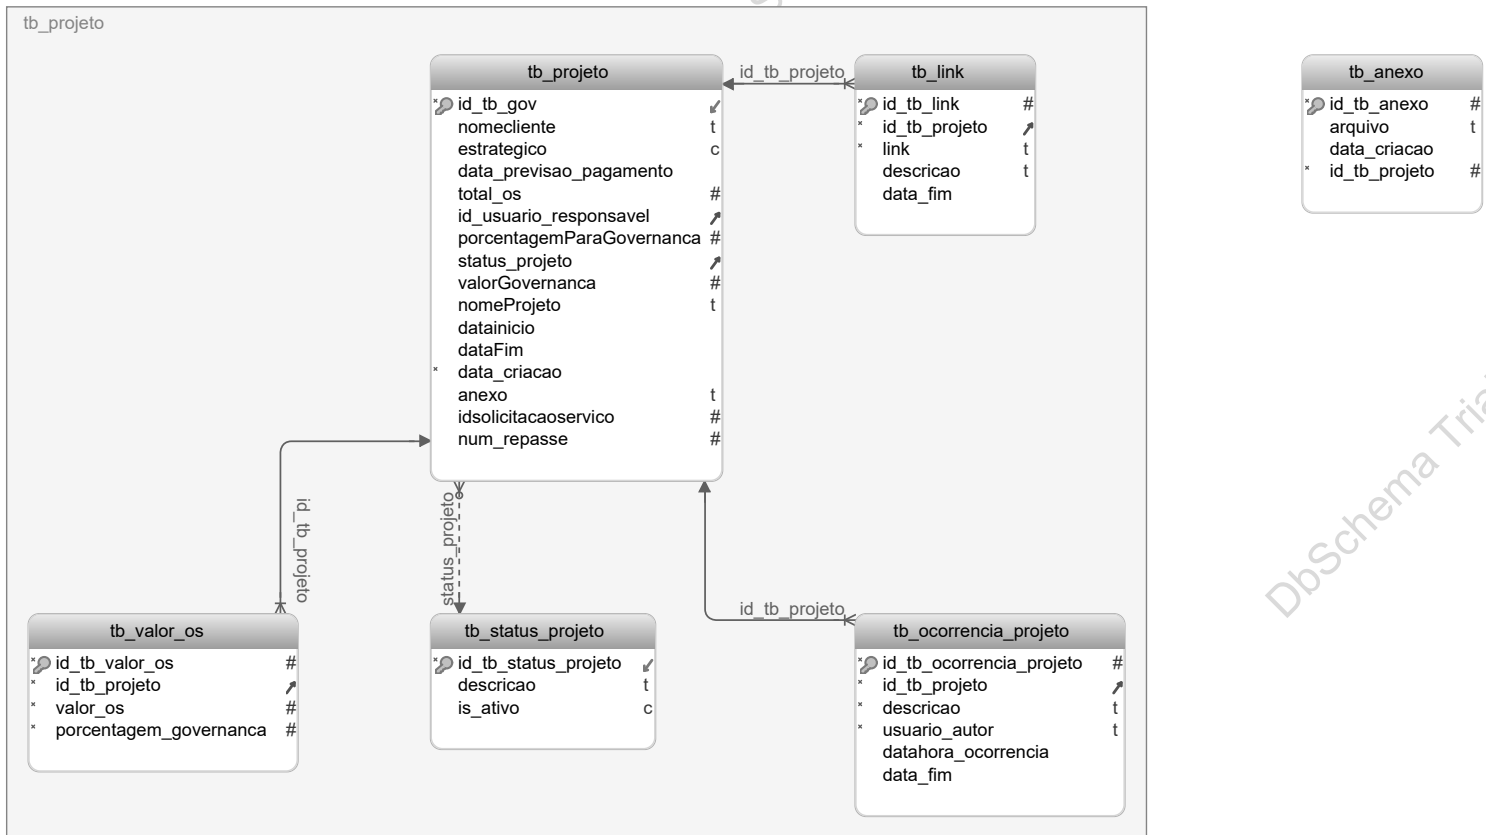 tb_projeto
tb_projeto
id_tb_gov
nomecliente t
estrategico c
data_previsao_pagamento
total_os #
id_usuario_responsavel
porcentagemParaGovernanca #
status_projeto
valorGovernanca #
nomeProjeto t
datainicio
dataFim
data_criacao
anexo t
idsolicitacaoservico #
num_repasse #
id_tb_projeto
tb_link
id_tb_link #
id_tb_projeto
link t
descricao t
data_fim
tb_anexo
id_tb_anexo #
arquivo t
data_criacao
id_tb_projeto #
id_tb_projeto
status_projeto
id_tb_projeto
tb_valor_os
id_tb_valor_os #
id_tb_projeto
valor_os #
porcentagem_governanca #
tb_status_projeto
id_tb_status_projeto
descricao t
is_ativo c
tb_ocorrencia_projeto
id_tb_ocorrencia_projeto #
id_tb_projeto
descricao t
usuario_autor t
datahora_ocorrencia
data_fim
DbSchema